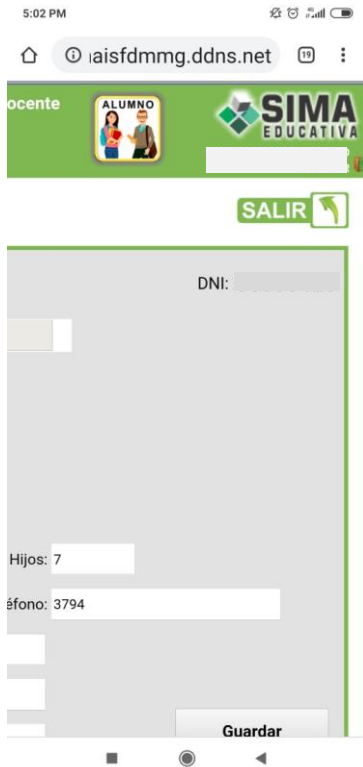 5:02 PM
aisfdmmg.ddns.net 19
ocente
ALUMNO
SIMA
EDUCATIVA
SALIR
DNI:
Hijos: 7
éfono: 3794
Guardar